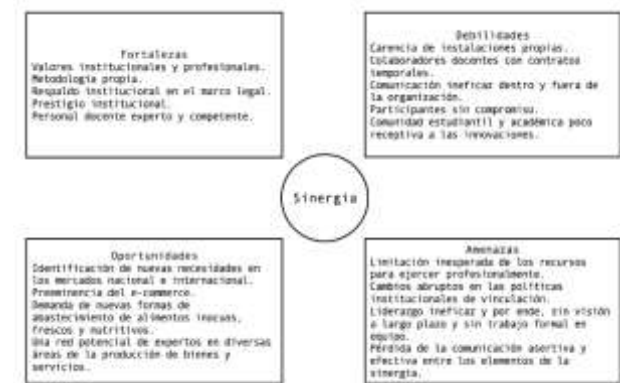 Fortalezas
Valores institucionales y profesionales.
Metodología propia.
Respaldo institucional en el marco legal.
Prestigio institucional.
Personal docente experto y competente.
Debilidades
Carencia de instalaciones propias.
Colaboradores docentes con contratos
temporales.
Comunicación ineficaz dentro y fuera de
la organización.
Participantes sin compromiso.
Comunidad estudiantil y académica poco
receptiva a las innovaciones.
Sinergia
Oportunidades
Identificación de nuevas necesidades en
los mercados nacional e internacional.
Preeminencia del e-commerce.
Demanda de nuevas formas de
abastecimiento de alimentos inocuas,
frescos y nutritivos.
Una red potencial de expertos en diversas
áreas de la producción de bienes y
servicios.
Amenazas
Limitación inesperada de los recursos
para ejercer profesionalmente.
Cambios abruptos en las políticas
institucionales de vinculación.
Liderazgo ineficaz y por ende, sin visión
a largo plazo y sin trabajo formal en
equipo.
Pérdida de la comunicación asertiva y
efectiva entre los elementos de la
sinergia.